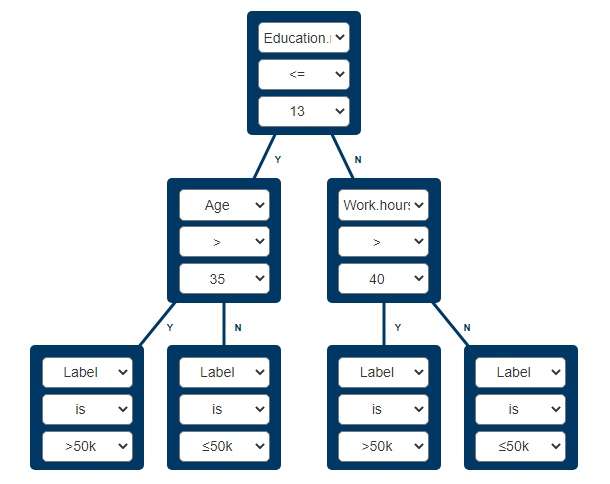 Education.
<=
13
Y
N
Age
>
35
Work.hours
>
40
Y
N
Y
N
Label
is
>50k
Label
is
≤50k
Label
is
>50k
Label
is
≤50k